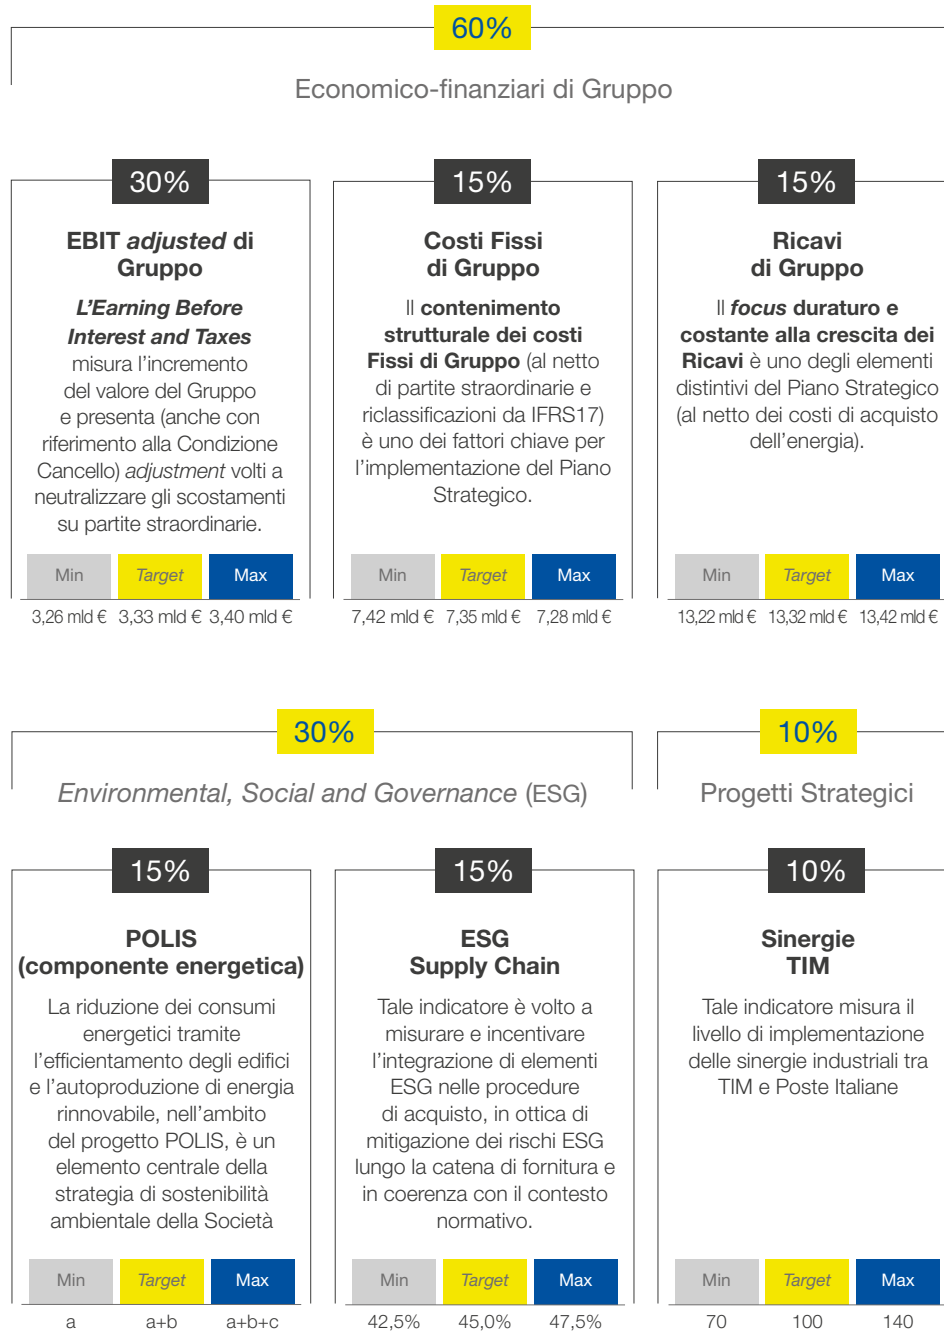 60%
Economico-finanziari di Gruppo
30%
EBIT adjusted di
Gruppo
L'Earning Before
Interest and Taxes
misura l'incremento
del valore del Gruppo
e presenta (anche con
riferimento alla Condizione
Cancello) adjustment volti a
neutralizzare gli scostamenti
su partite straordinarie.
Min Target Max
3,26 mld € 3,33 mld € 3,40 mld €
15%
Costi Fissi
di Gruppo
Il contenimento
strutturale dei costi
Fissi di Gruppo (al netto
di partite straordinarie e
riclassificazioni da IFRS17)
è uno dei fattori chiave per
l'implementazione del Piano
Strategico.
Min Target Max
7,42 mld € 7,35 mld € 7,28 mld €
15%
Ricavi
di Gruppo
Il focus duraturo e
costante alla crescita dei
Ricavi è uno degli elementi
distintivi del Piano Strategico
(al netto dei costi di acquisto
dell'energia).
Min Target Max
13,22 mld € 13,32 mld € 13,42 mld €
30%
Environmental, Social and Governance (ESG)
15%
POLIS
(componente energetica)
La riduzione dei consumi
energetici tramite
l'efficientamento degli edifici
e l'autoproduzione di energia
rinnovabile, nell'ambito
del progetto POLIS, è un
elemento centrale della
strategia di sostenibilità
ambientale della Società
Min Target Max
a a+b a+b+c
15%
ESG
Supply Chain
Tale indicatore è volto a
misurare e incentivare
l'integrazione di elementi
ESG nelle procedure
di acquisto, in ottica di
mitigazione dei rischi ESG
lungo la catena di fornitura e
in coerenza con il contesto
normativo.
Min Target Max
42,5% 45,0% 47,5%
10%
Progetti Strategici
10%
Sinergie
TIM
Tale indicatore misura il
livello di implementazione
delle sinergie industriali tra
TIM e Poste Italiane
Min Target Max
70 100 140